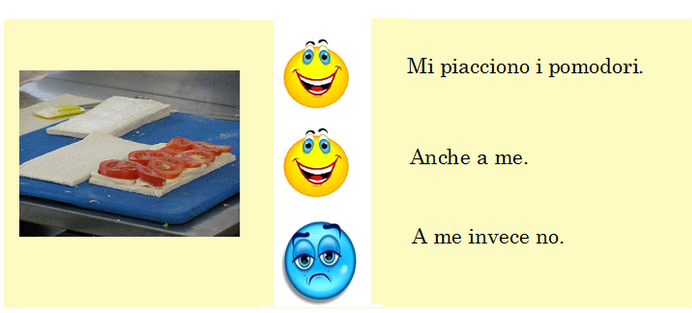 Mi piacciono i pomodori.
Anche a me.
A me invece no.